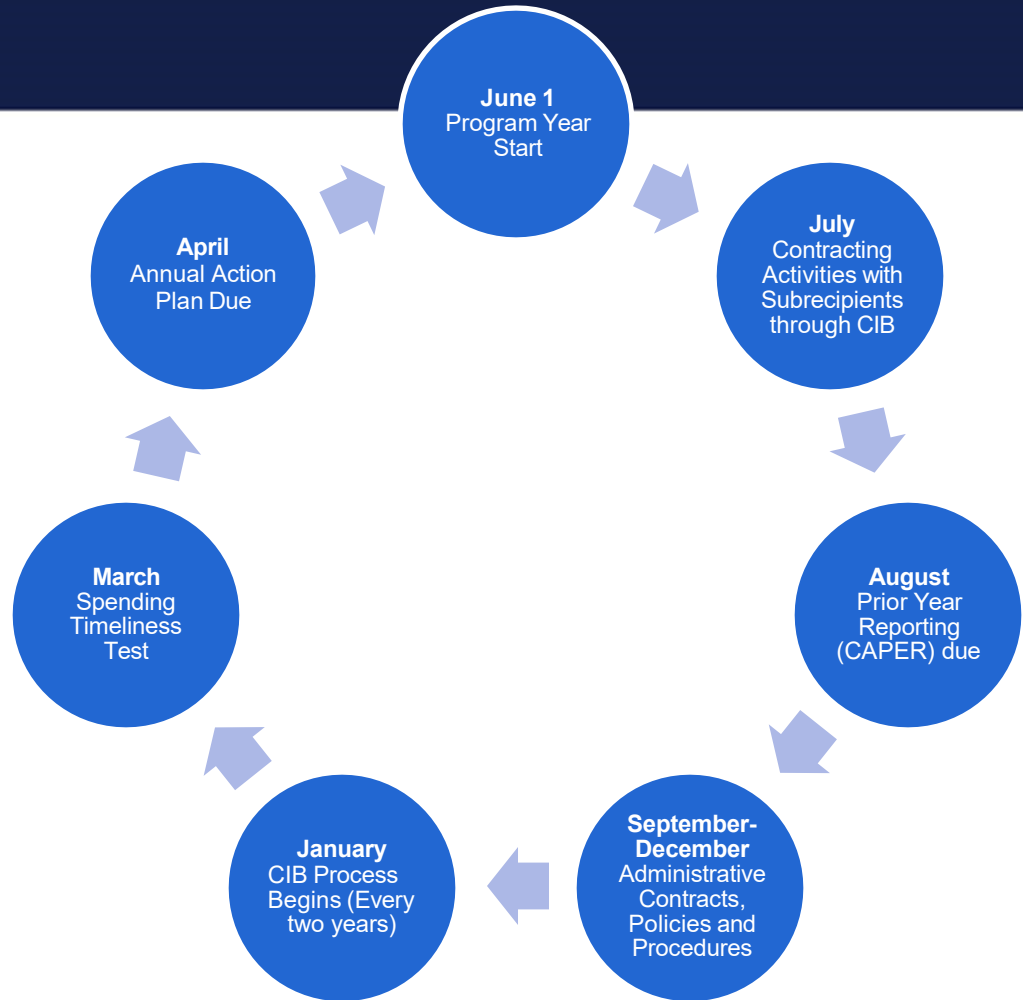 June 1
Program Year
Start
July
Contracting
Activities with
Subrecipients
through CIB
August
Prior Year
Reporting
(CAPER) due
September-
December
Administrative
Contracts,
Policies and
Procedures
January
CIB Process
Begins (Every
two years)
March
Spending
Timeliness
Test
April
Annual Action
Plan Due